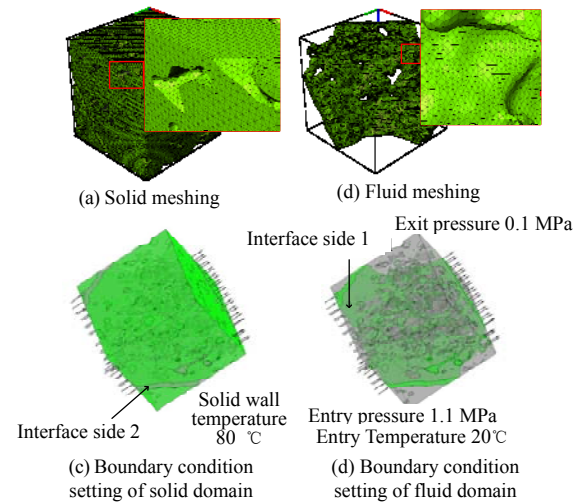 (a) Solid meshing
(d) Fluid meshing
Exit pressure 0.1 MPa
Interface side 1
Solid wall
temperature
80 ℃
Interface side 2
Entry pressure 1.1 MPa
Entry Temperature 20℃
(c) Boundary condition
setting of solid domain
(d) Boundary condition
setting of fluid domain